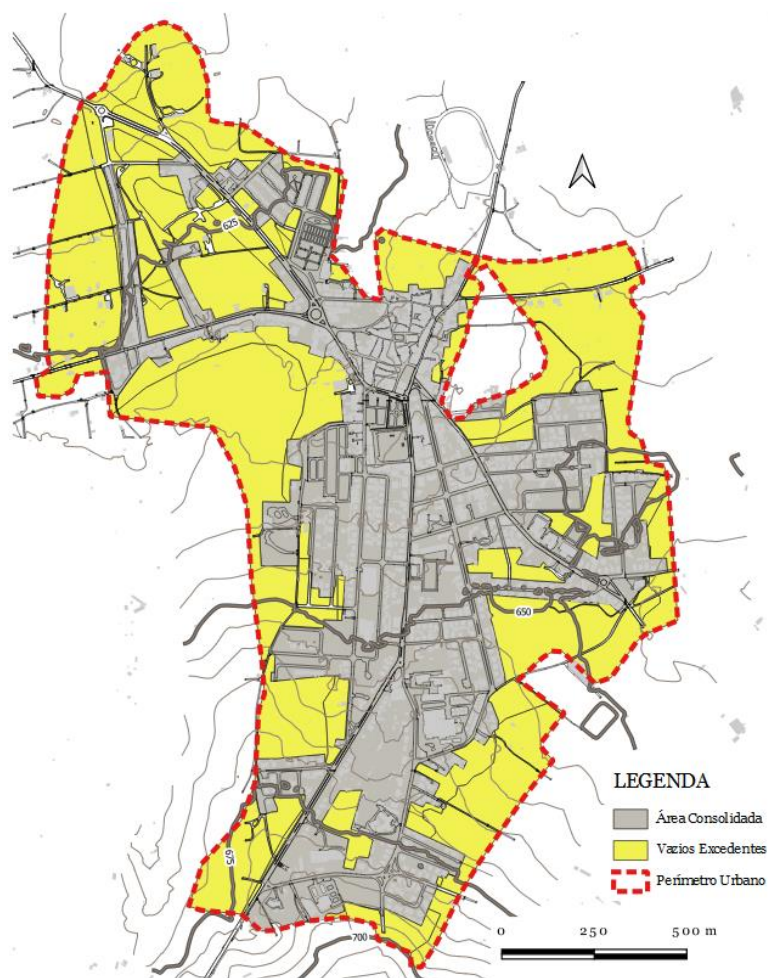 625
650
675
700
LEGENDA
Área Consolidada
Vazios Excedentes
Perímetro Urbano
0 250 500 m